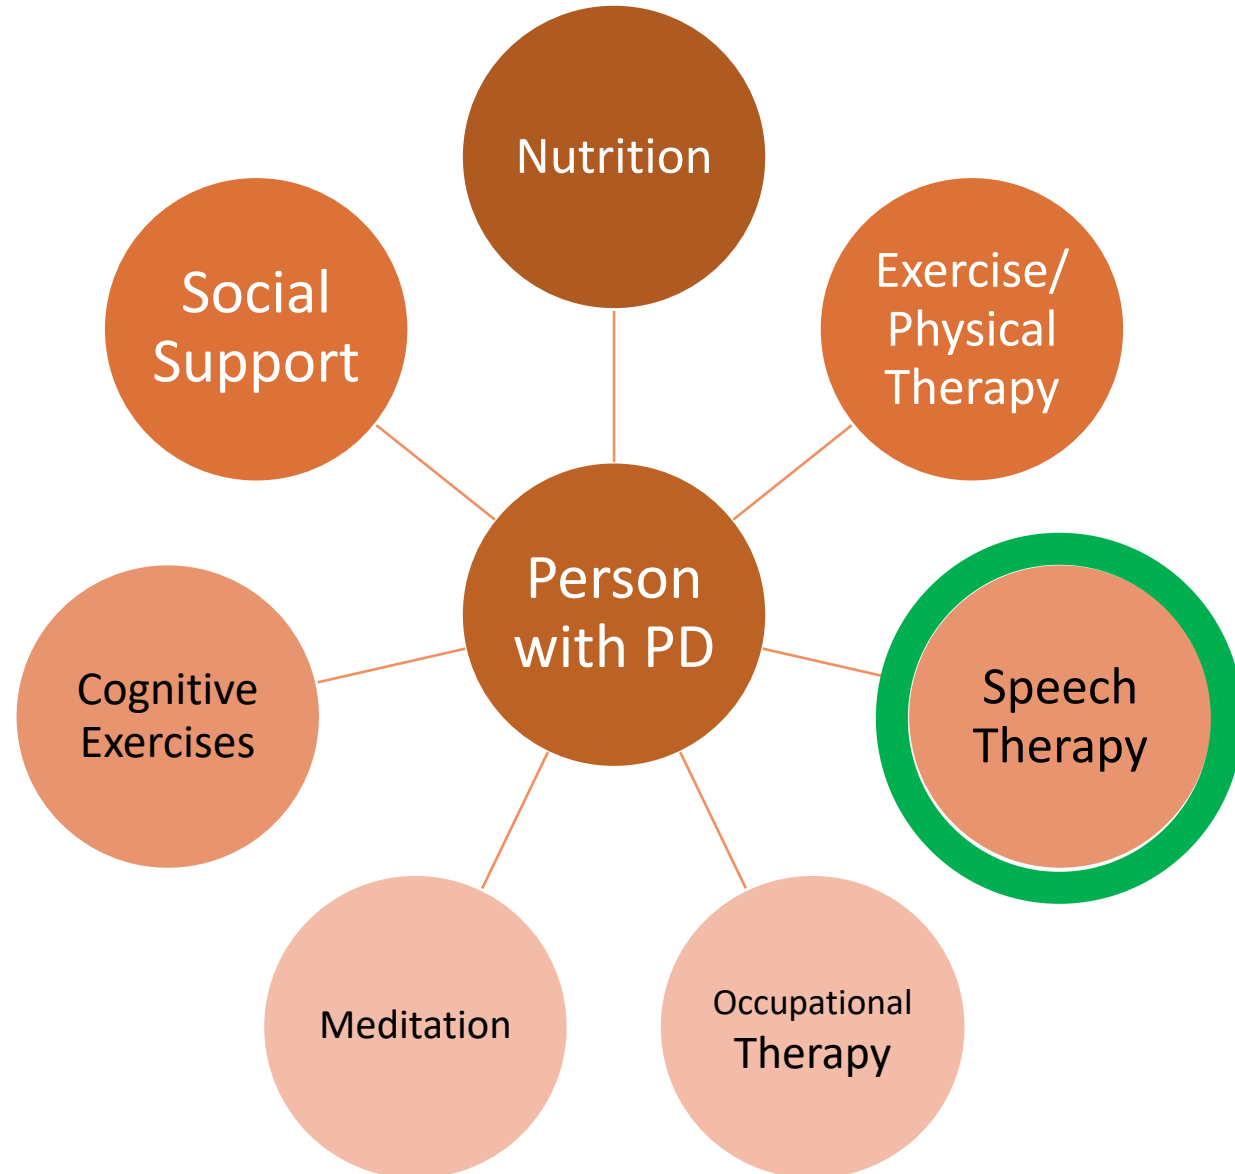 Nutrition
Exercise/
Physical
Therapy
Speech
Therapy
Occupational
Therapy
Meditation
Cognitive
Exercises
Social
Support
Person
with PD